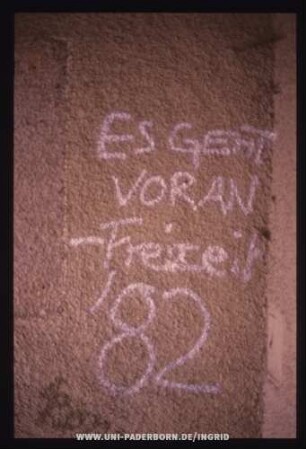 ES GEHT
VORAN
- Freizeit
'82
WWW.UNI-PADERBORN.DE/INGRID